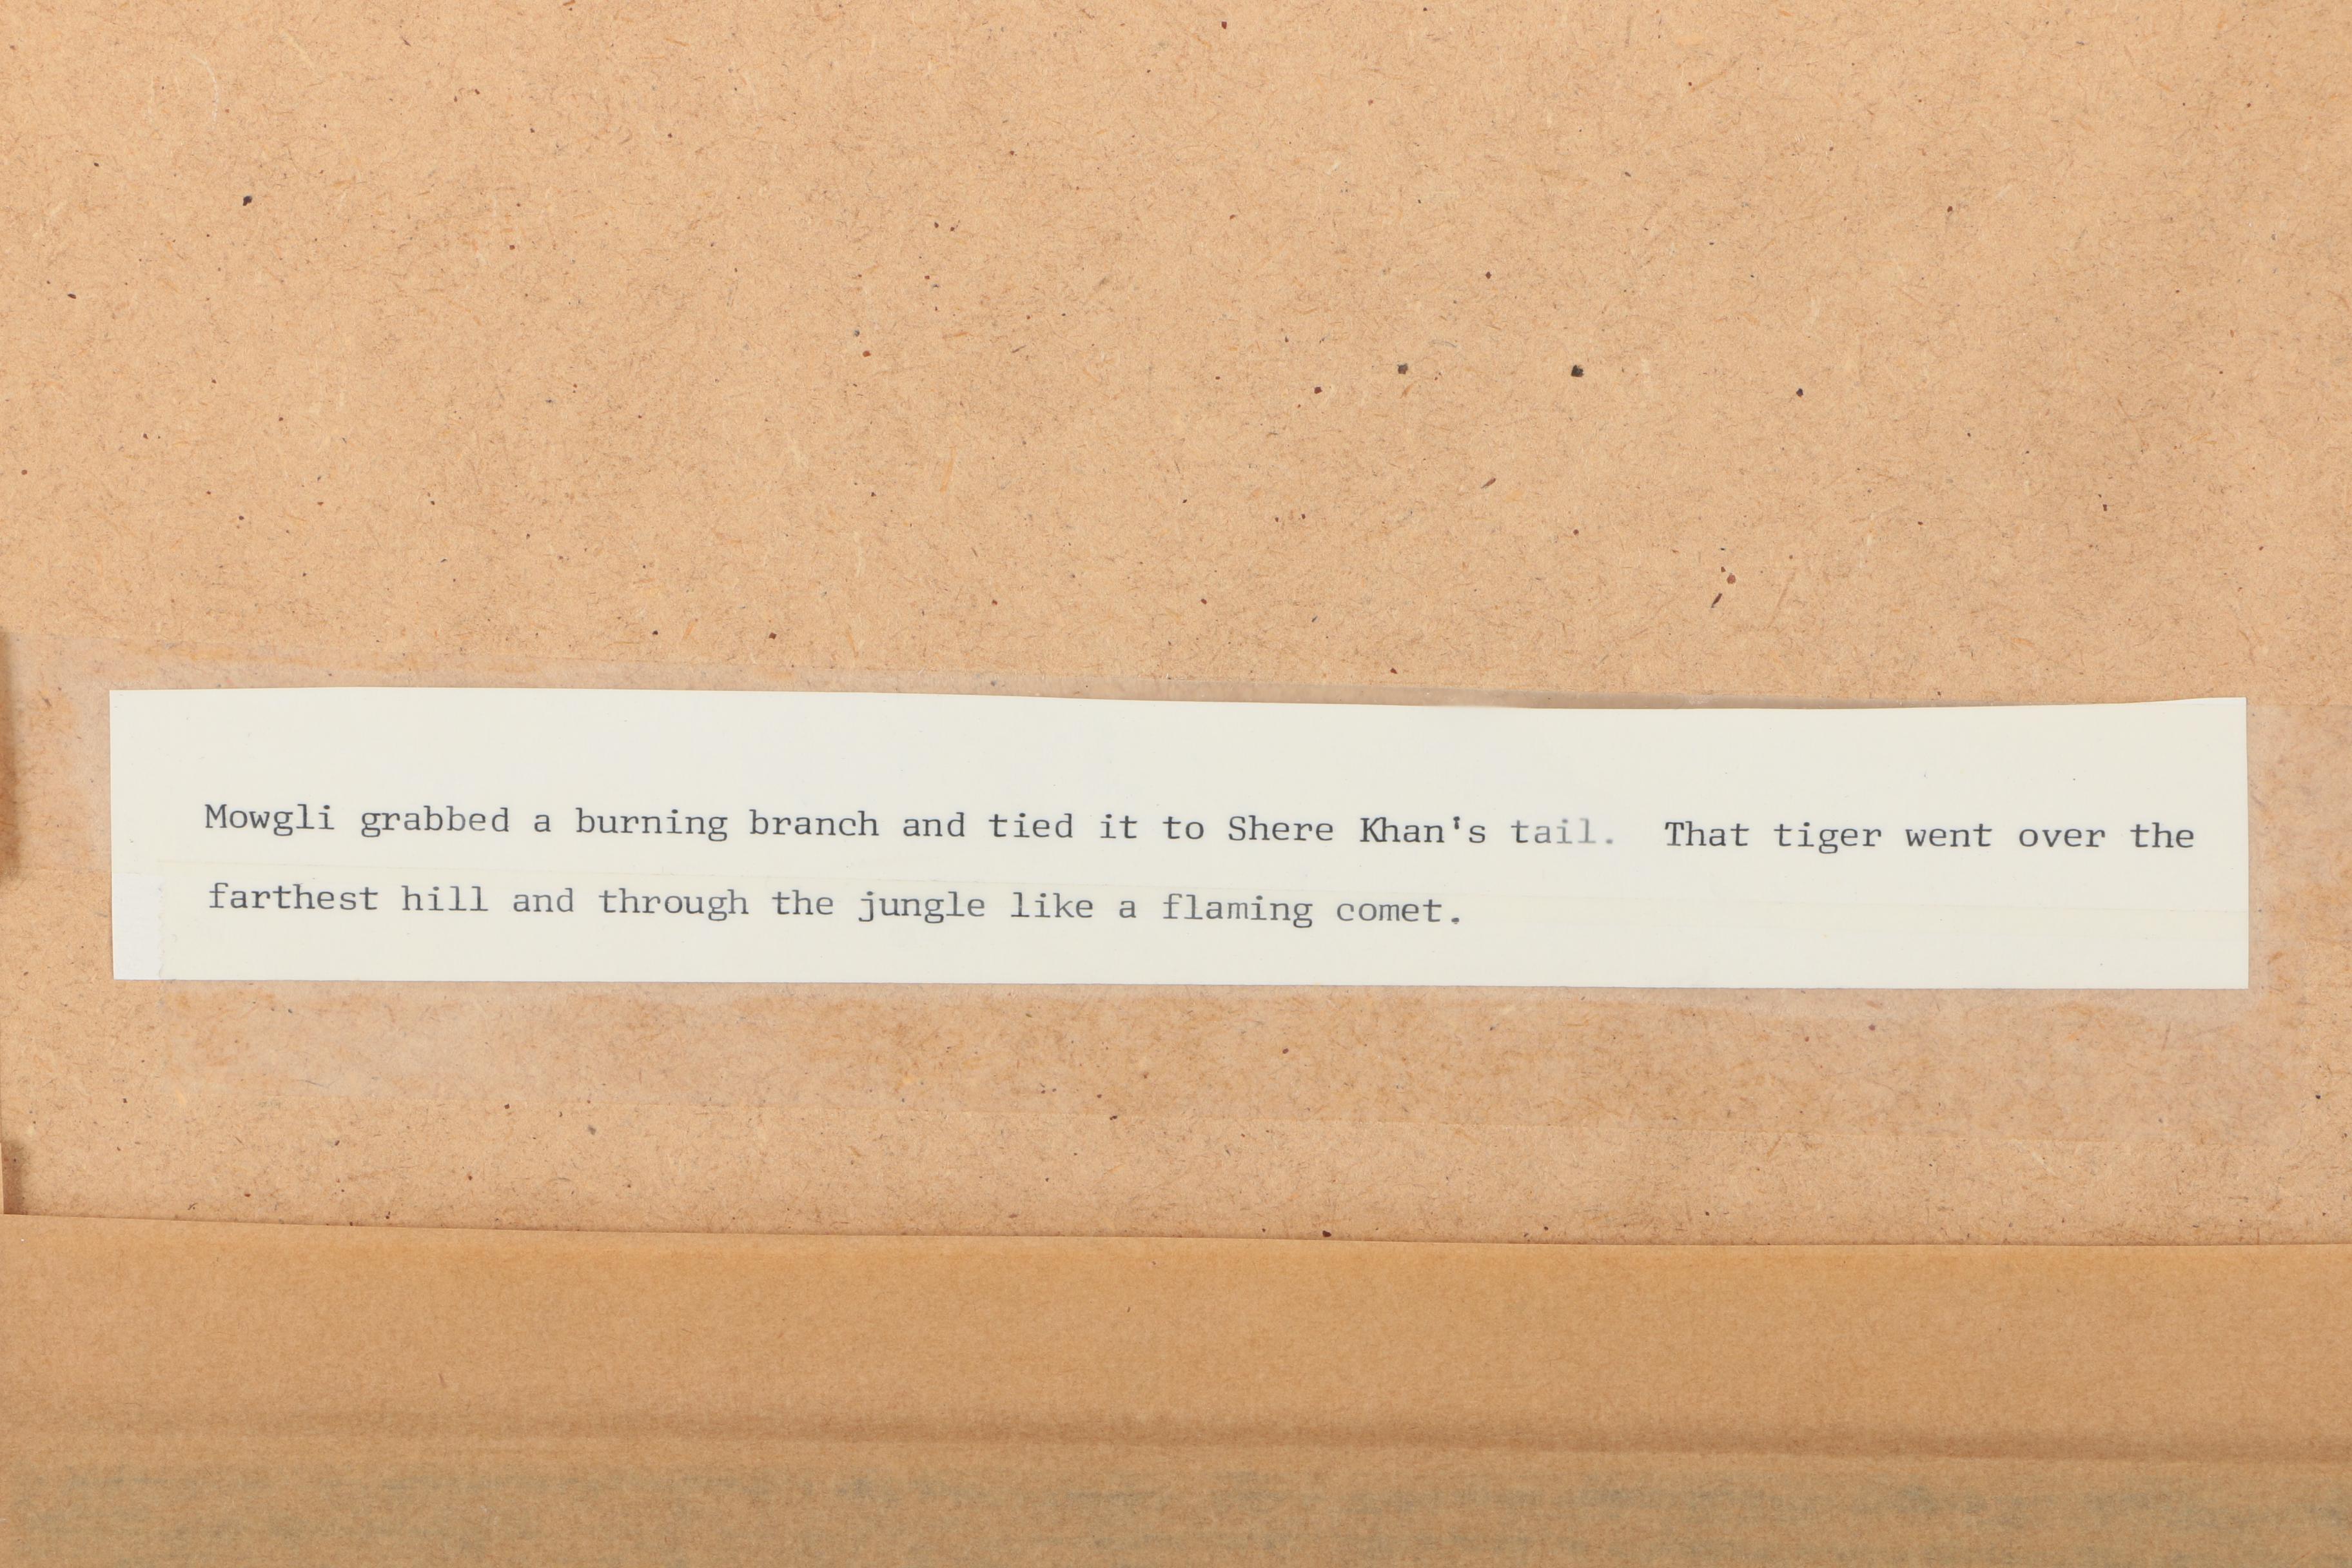 Mowgli grabbed a burning branch and tied it to Shere Khan's tail.  That tiger went over the
farthest hill and through the jungle like a flaming comet.